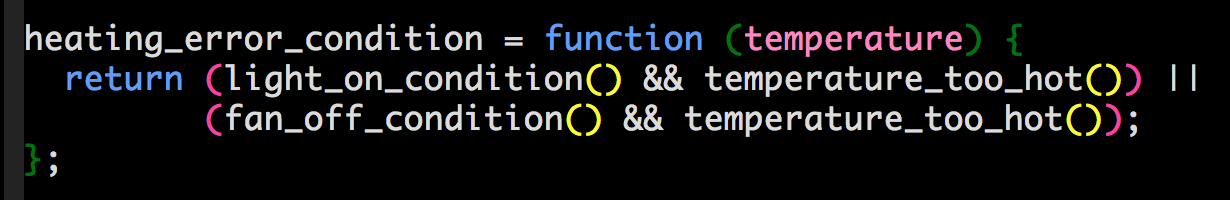 heating_error_condition = function (temperature) {
  return (light_on_condition() && temperature_too_hot()) ||
         (fan_off_condition() && temperature_too_hot());
};